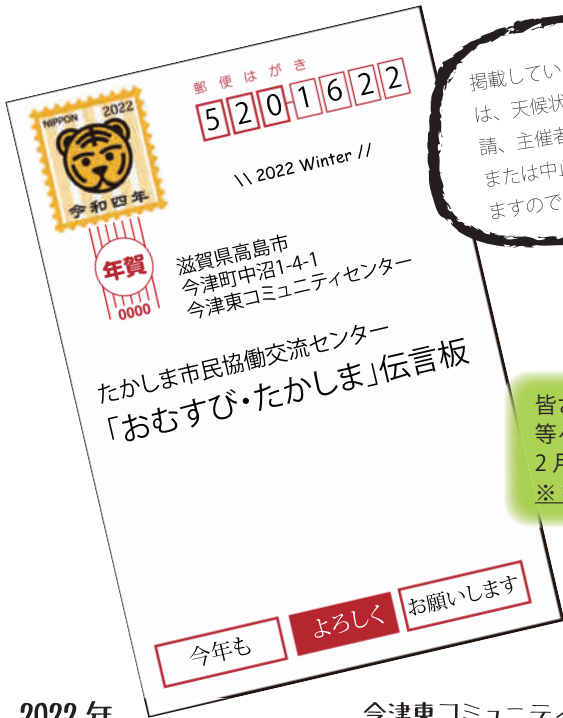 郵便はがき
5201622
NIPPON 2022
令和四年
\\ 2022 Winter //
年賀
0000
滋賀県高島市
今津町中沼1-4-1
今津東コミュニティセンター
たかしま市民協働交流センター
「おむすび・たかしま」伝言板
今年も
よろしく
お願いします
掲載してい
は、天候状
請、主催者
または中
ますので
皆さ
等へ
2月
※
2022 年
今津東コミュニティ